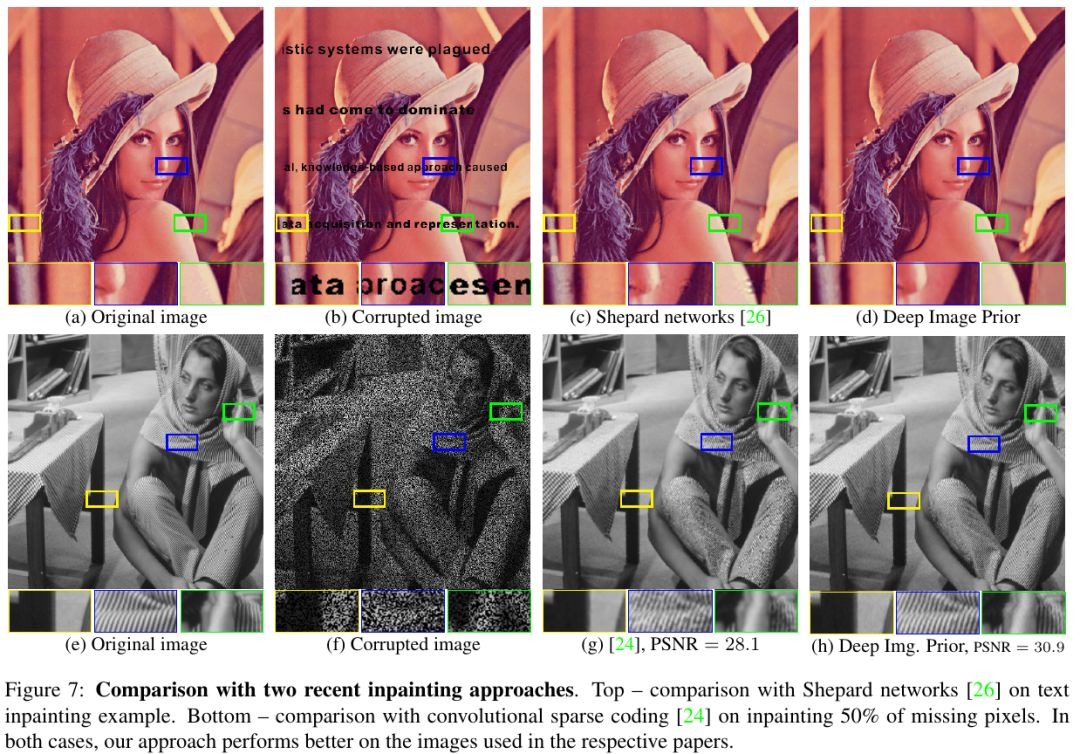 istic systems were plagued
s had come to dominate
al, knowledge-based approach caused
ata acquisition and representation.
ata proacesen
(a) Original image
(b) Corrupted image
(c) Shepard networks [26]
(d) Deep Image Prior
(e) Original image
(f) Corrupted image
(g) [24], PSNR = 28.1
(h) Deep Img. Prior, PSNR = 30.9
Figure 7: Comparison with two recent inpainting approaches. Top – comparison with Shepard networks [26] on text
inpainting example. Bottom – comparison with convolutional sparse coding [24] on inpainting 50% of missing pixels. In
both cases, our approach performs better on the images used in the respective papers.